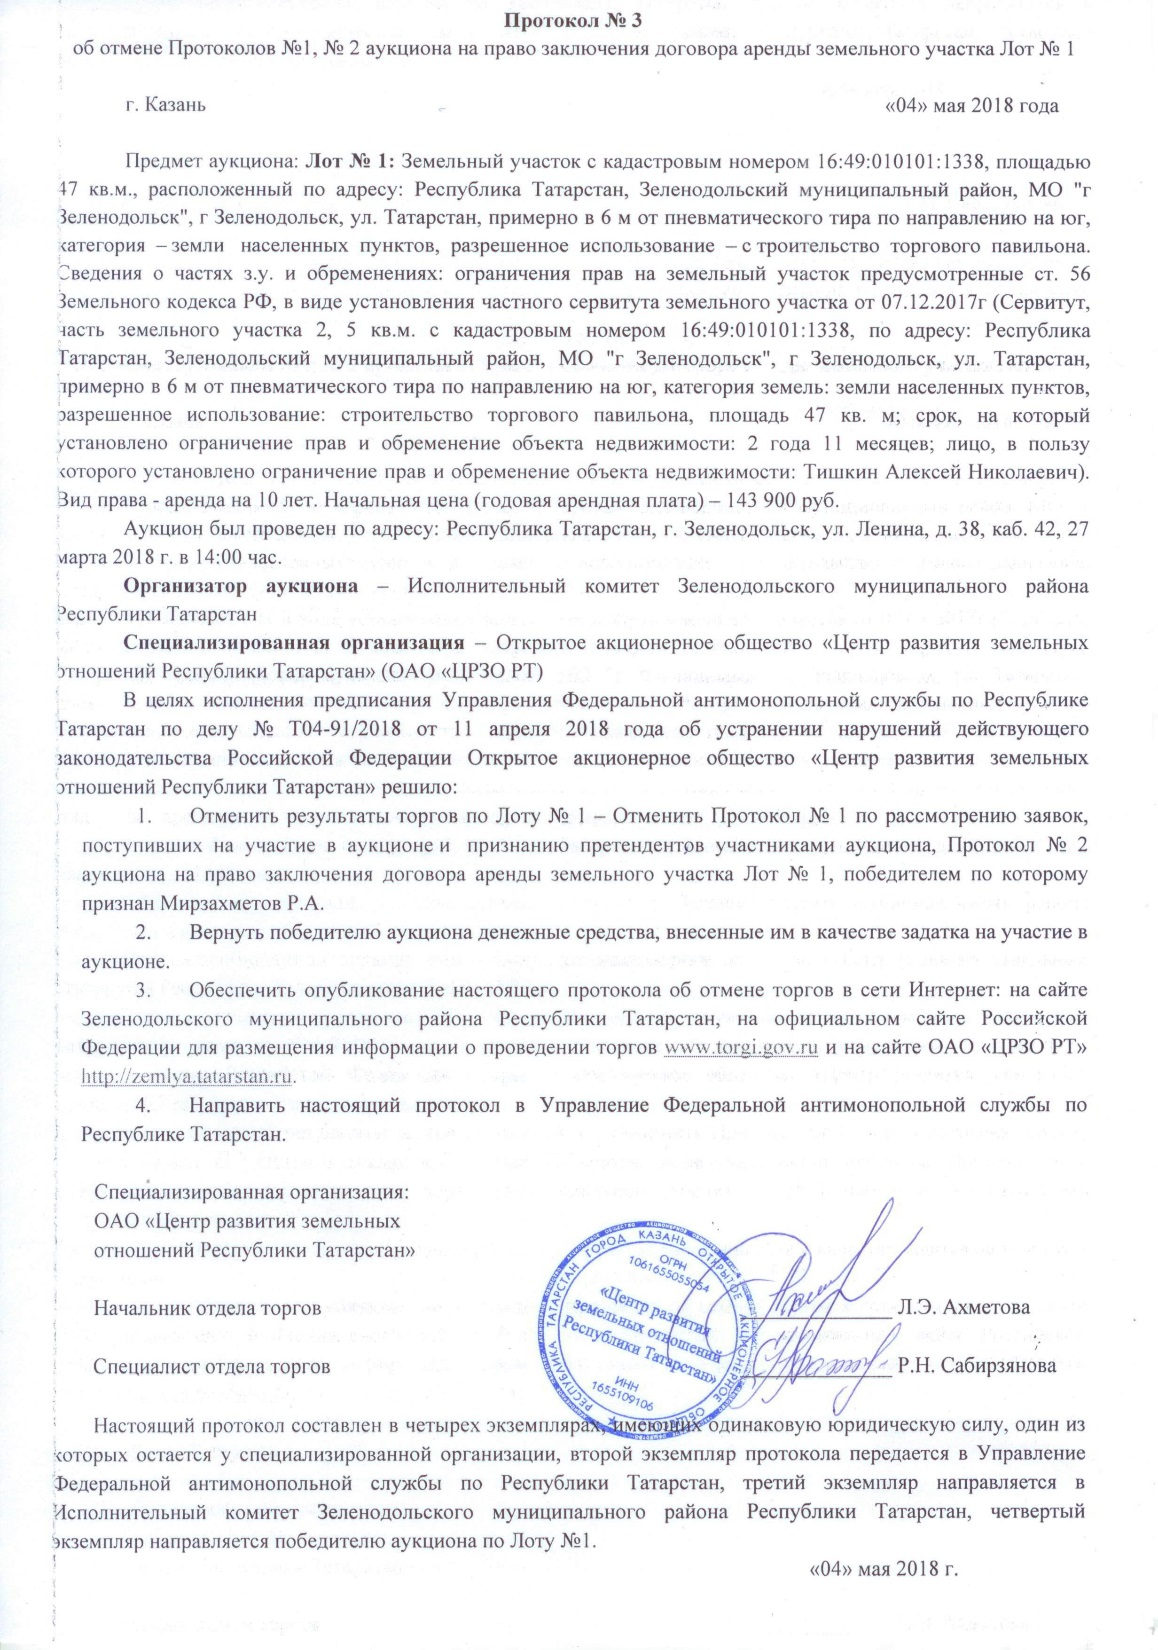 Протокол № 3
об отмене Протоколов №1, № 2 аукциона на право заключения договора аренды земельного участка Лот № 1
г. Казань «04» мая 2018 года
Предмет аукциона: Лот № 1: Земельный участок с кадастровым номером 16:49:010101:1338, площадью
47 кв.м., расположенный по адресу: Республика Татарстан, Зеленодольский муниципальный район, МО "г
Зеленодольск", г Зеленодольск, ул. Татарстан, примерно в 6 м от пневматического тира по направлению на юг,
категория – земли населенных пунктов, разрешенное использование – с троительство торгового павильона.
Сведения о частях з.у. и обременениях: ограничения прав на земельный участок предусмотренные ст. 56
Земельного кодекса РФ, в виде установления частного сервитута земельного участка от 07.12.2017г (Сервитут,
часть земельного участка 2, 5 кв.м. с кадастровым номером 16:49:010101:1338, по адресу: Республика
Татарстан, Зеленодольский муниципальный район, МО "г Зеленодольск", г Зеленодольск, ул. Татарстан,
примерно в 6 м от пневматического тира по направлению на юг, категория земель: земли населенных пунктов,
разрешенное использование: строительство торгового павильона, площадь 47 кв. м; срок, на который
установлено ограничение прав и обременение объекта недвижимости: 2 года 11 месяцев; лицо, в пользу
которого установлено ограничение прав и обременение объекта недвижимости: Тишкин Алексей Николаевич).
Вид права - аренда на 10 лет. Начальная цена (годовая арендная плата) – 143 900 руб.
Аукцион был проведен по адресу: Республика Татарстан, г. Зеленодольск, ул. Ленина, д. 38, каб. 42, 27
марта 2018 г. в 14:00 час.
Организатор аукциона – Исполнительный комитет Зеленодольского муниципального района
Республики Татарстан
Специализированная организация – Открытое акционерное общество «Центр развития земельных
отношений Республики Татарстан» (ОАО «ЦРЗО РТ)
В целях исполнения предписания Управления Федеральной антимонопольной службы по Республике
Татарстан по делу № Т04-91/2018 от 11 апреля 2018 года об устранении нарушений действующего
законодательства Российской Федерации Открытое акционерное общество «Центр развития земельных
отношений Республики Татарстан» решило:
1. Отменить результаты торгов по Лоту № 1 – Отменить Протокол № 1 по рассмотрению заявок,
поступивших на участие в аукционе и признанию претендентов участниками аукциона, Протокол № 2
аукциона на право заключения договора аренды земельного участка Лот № 1, победителем по которому
признан Мирзахметов Р.А.
2. Вернуть победителю аукциона денежные средства, внесенные им в качестве задатка на участие в
аукционе.
3. Обеспечить опубликование настоящего протокола об отмене торгов в сети Интернет: на сайте
Зеленодольского муниципального района Республики Татарстан, на официальном сайте Российской
Федерации для размещения информации о проведении торгов www.torgi.gov.ru и на сайте ОАО «ЦРЗО РТ»
http://zemlya.tatarstan.ru.
4. Направить настоящий протокол в Управление Федеральной антимонопольной службы по
Республике Татарстан.
Специализированная организация:
ОАО «Центр развития земельных
отношений Республики Татарстан»
РЕСПУБЛИКА ТАТАРСТАН ГОРОД КАЗАНЬ ОТКРЫТОЕ АКЦИОНЕРНОЕ ОБЩЕСТВО
ОГРН
1061655055054
«Центр развития
земельных отношений
Республики Татарстан»
ИНН
1655109106
Начальник отдела торгов Л.Э. Ахметова
Специалист отдела торгов Р.Н. Сабирзянова
Настоящий протокол составлен в четырех экземплярах, имеющих одинаковую юридическую силу, один из
которых остается у специализированной организации, второй экземпляр протокола передается в Управление
Федеральной антимонопольной службы по Республики Татарстан, третий экземпляр направляется в
Исполнительный комитет Зеленодольского муниципального района Республики Татарстан, четвертый
экземпляр направляется победителю аукциона по Лоту №1.
«04» мая 2018 г.